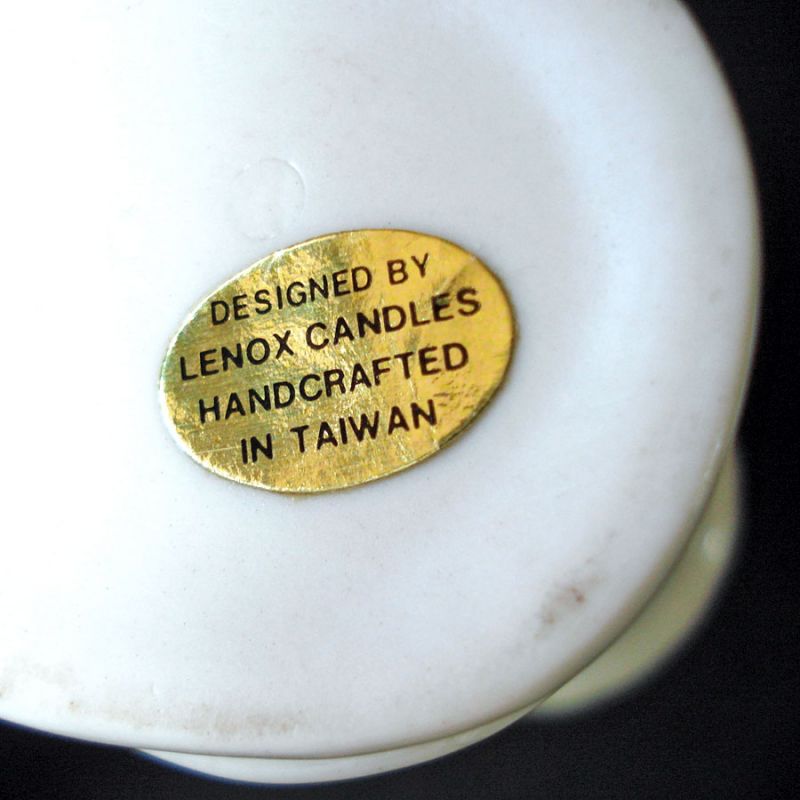 DESIGNED BY
LENOX CANDLES
HANDCRAFTED
IN TAIWAN